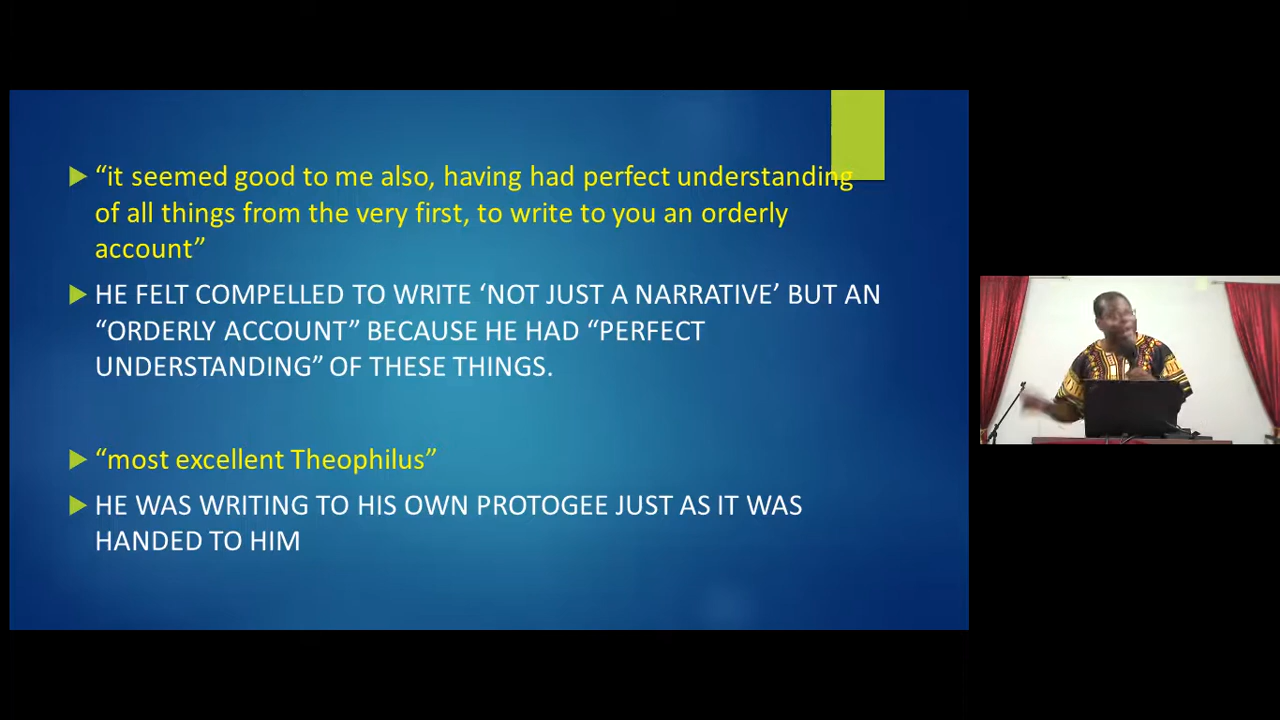 “it seemed good to me also, having had perfect understanding
of all things from the very first, to write to you an orderly
account”
HE FELT COMPELLED TO WRITE ‘NOT JUST A NARRATIVE’ BUT AN
“ORDERLY ACCOUNT” BECAUSE HE HAD “PERFECT
UNDERSTANDING” OF THESE THINGS.
“most excellent Theophilus”
HE WAS WRITING TO HIS OWN PROTOGEE JUST AS IT WAS
HANDED TO HIM